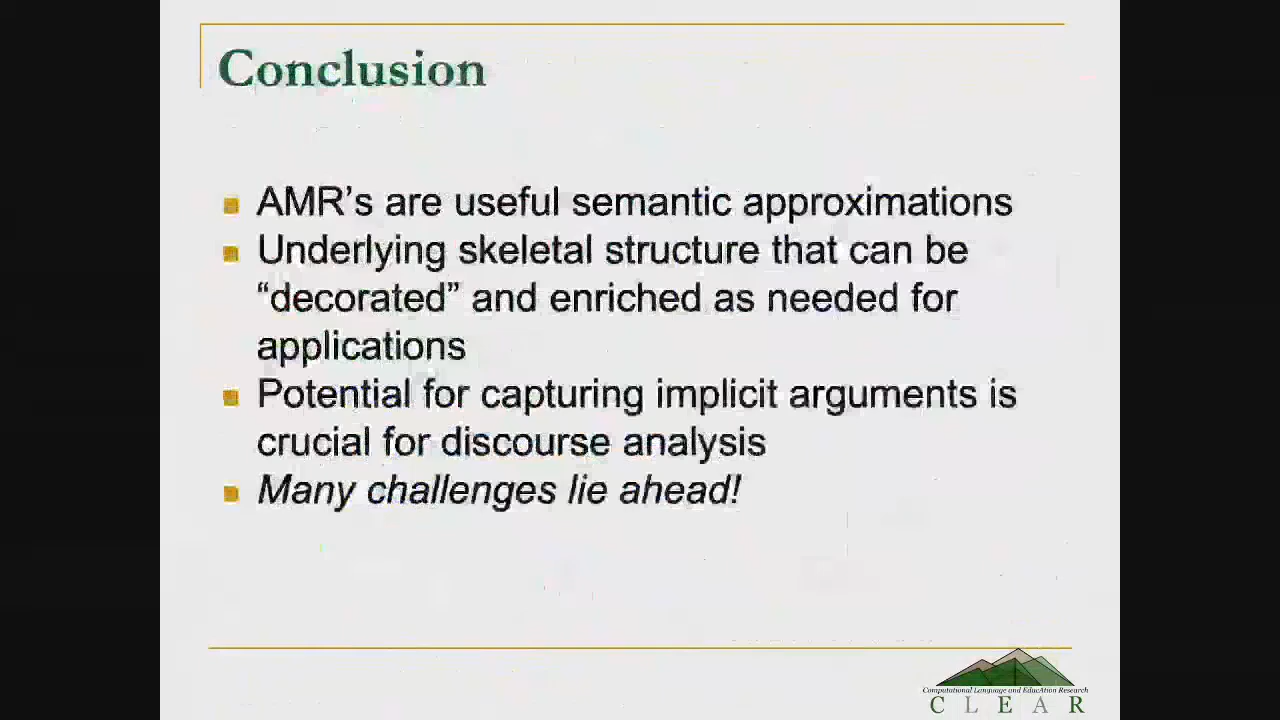 Conclusion
AMR’s are useful semantic approximations
Underlying skeletal structure that can be
“decorated” and enriched as needed for
applications
Potential for capturing implicit arguments is
crucial for discourse analysis
Many challenges lie ahead!
Computational Language and EducAtion Research
C L E A R